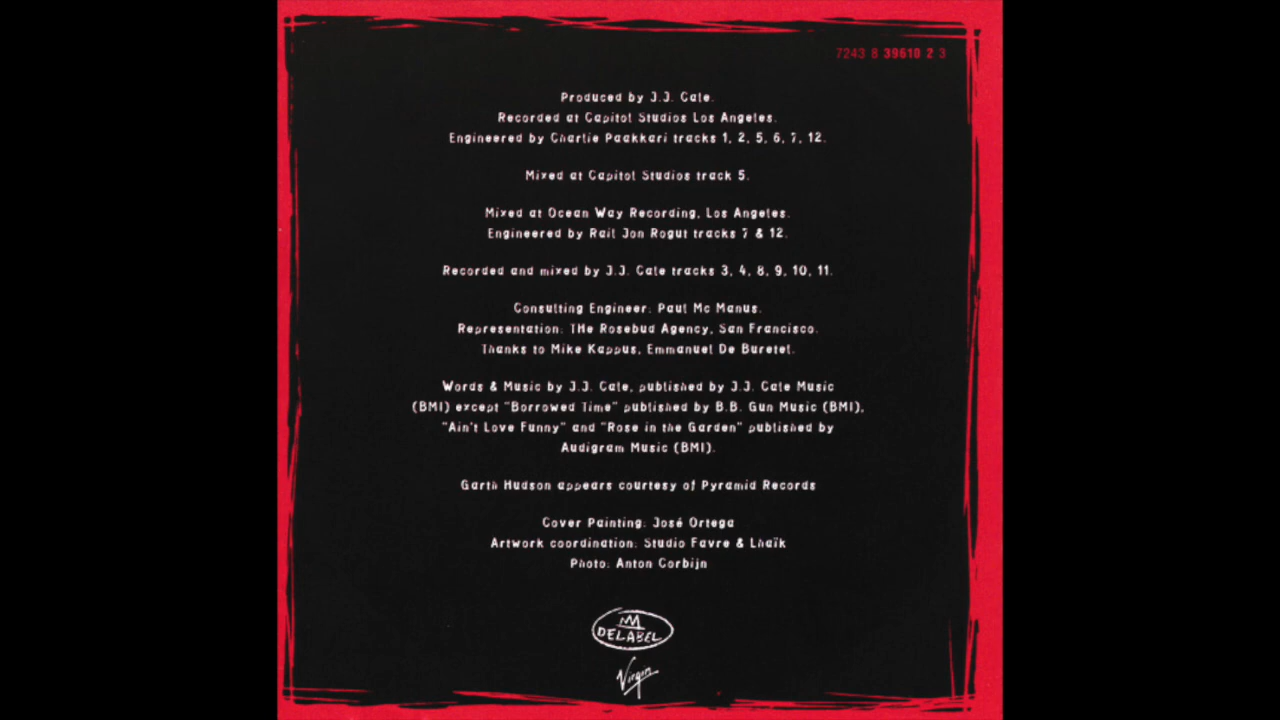 7243 8 39610 2 3
Produced by J.J. Cale.
Recorded at Capitol Studios Los Angeles.
Engineered by Charlie Paakkari tracks 1, 2, 5, 6, 7, 12.
Mixed at Capitol Studios track 5.
Mixed at Ocean Way Recording, Los Angeles.
Engineered by Rail Jon Rogut tracks 7 & 12.
Recorded and mixed by J.J. Cale tracks 3, 4, 8, 9, 10, 11.
Consulting Engineer: Paul Mc Manus.
Representation: THe Rosebud Agency, San Francisco.
Thanks to Mike Kappus, Emmanuel De Buretel.
Words & Music by J.J. Cale, published by J.J. Cale Music
(BMI) except "Borrowed Time" published by B.B. Gun Music (BMI),
"Ain't Love Funny" and "Rose in the Garden" published by
Audigram Music (BMI).
Garth Hudson appears courtesy of Pyramid Records
Cover Painting: José Ortega
Artwork coordination: Studio Favre & Lhaïk
Photo: Anton Corbijn
DELABEL
Virgin